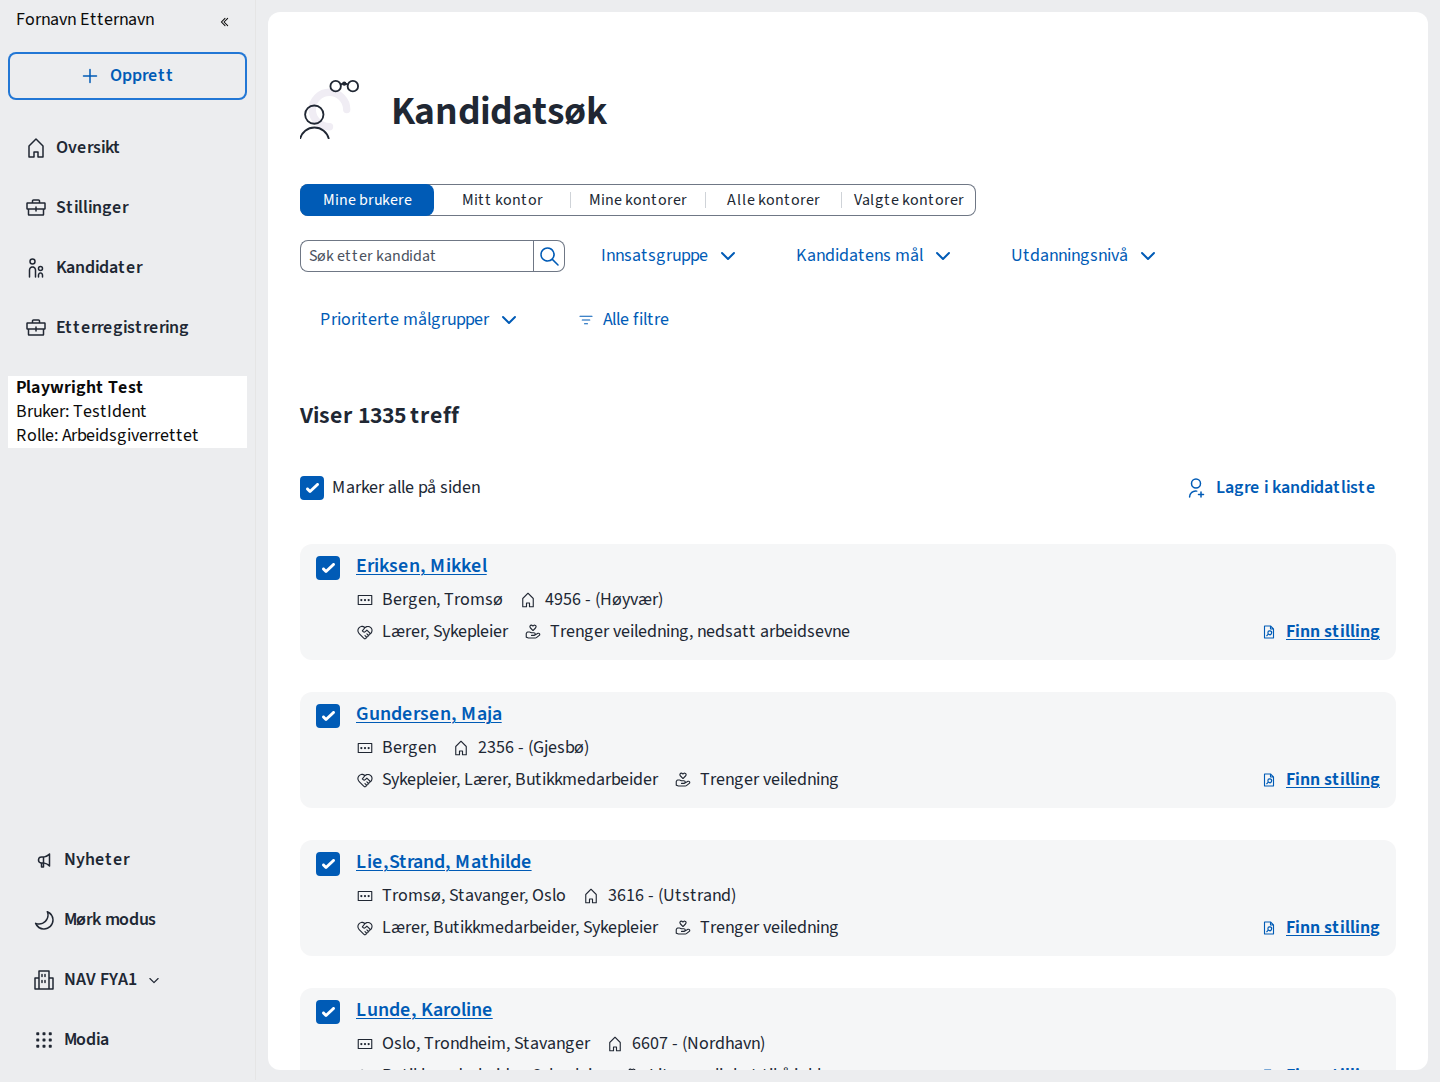 Fornavn Etternavn
Opprett
Oversikt
Stillinger
Kandidater
Etterregistrering
Playwright Test
Bruker: TestIdent
Rolle: Arbeidsgiverrettet
Nyheter
Mørk modus
NAV FYA1
Modia
Kandidatsøk
Mine brukere
Mitt kontor
Mine kontorer
Alle kontorer
Valgte kontorer
Søk etter kandidat
Innsatsgruppe
Kandidatens mål
Utdanningsnivå
Prioriterte målgrupper
Alle filtre
Viser 1335 treff
Marker alle på siden
Lagre i kandidatliste
Eriksen, Mikkel
Bergen, Tromsø 4956 - (Høyvær)
Lærer, Sykepleier Trenger veiledning, nedsatt arbeidsevne
Finn stilling
Gundersen, Maja
Bergen 2356 - (Gjesbø)
Sykepleier, Lærer, Butikkmedarbeider Trenger veiledning
Finn stilling
Lie,Strand, Mathilde
Tromsø, Stavanger, Oslo 3616 - (Utstrand)
Lærer, Butikkmedarbeider, Sykepleier Trenger veiledning
Finn stilling
Lunde, Karoline
Oslo, Trondheim, Stavanger 6607 - (Nordhavn)